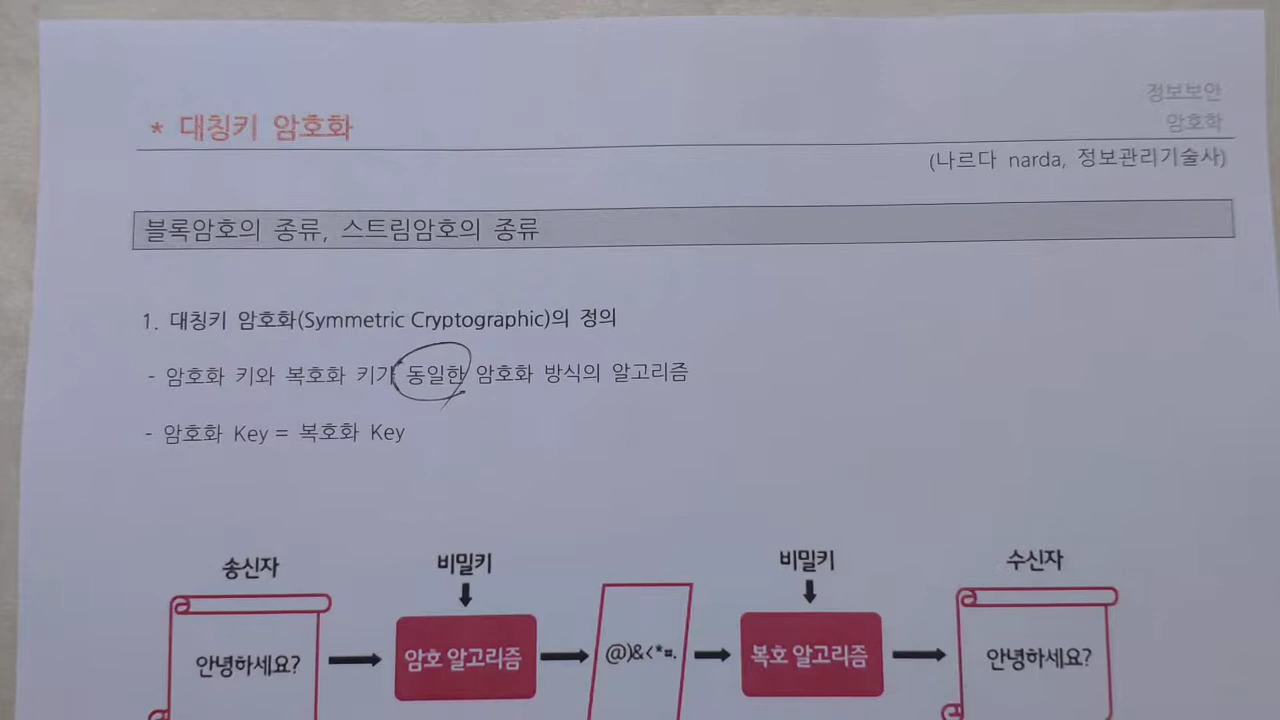 정보보안
* 대칭키 암호화
암호학
(나르다 narda, 정보관리기술사)
블록암호의 종류, 스트림암호의 종류
1. 대칭키 암호화(Symmetric Cryptographic)의 정의
- 암호화 키와 복호화 키가 동일한 암호화 방식의 알고리즘
- 암호화 Key = 복호화 Key
송신자 비밀키 비밀키 수신자
안녕하세요? 암호 알고리즘 @)&<*¤. 복호 알고리즘 안녕하세요?